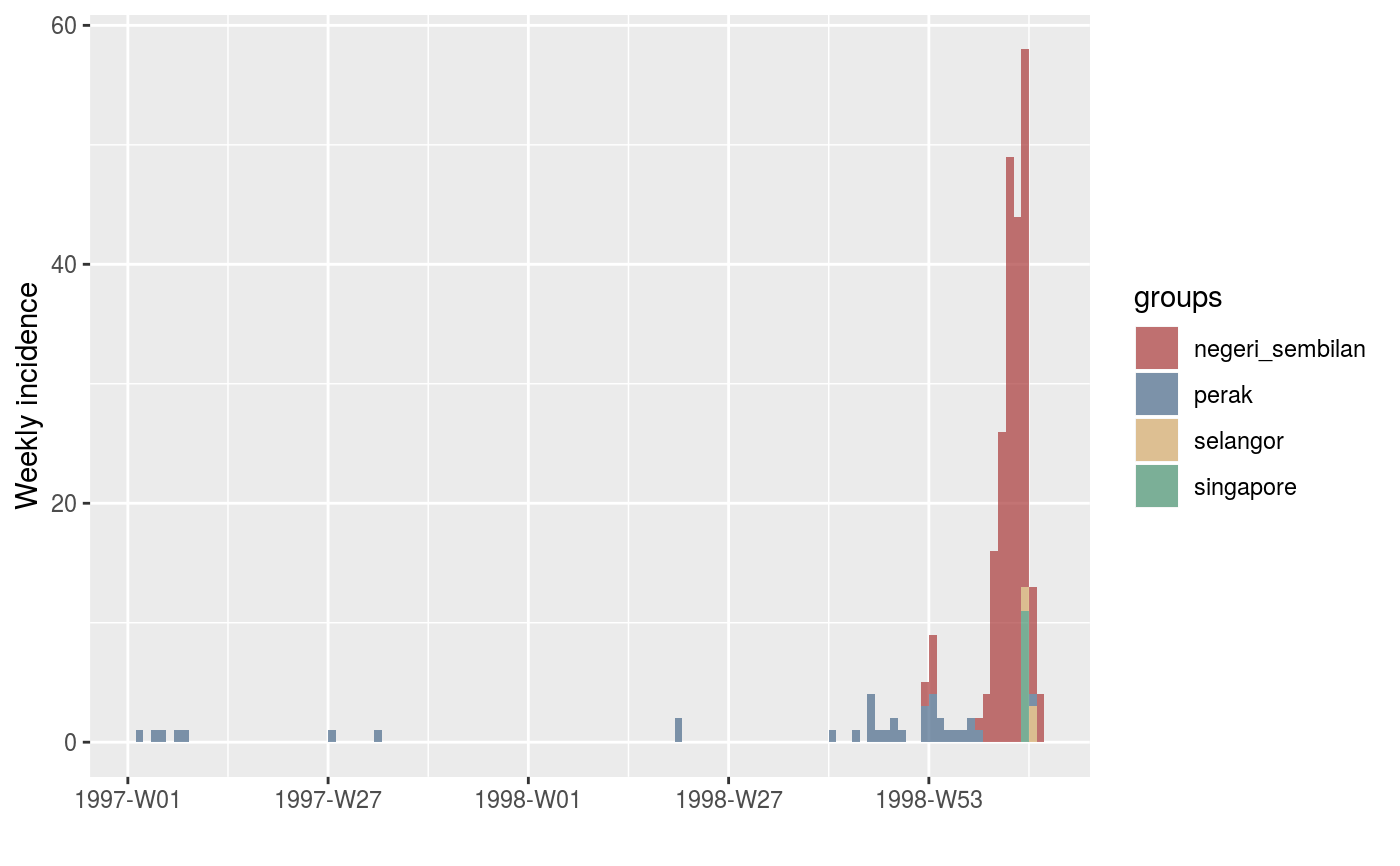 60
40
20
0
Weekly incidence
1997-W01
1997-W27
1998-W01
1998-W27
1998-W53
groups
negeri_sembilan
perak
selangor
singapore